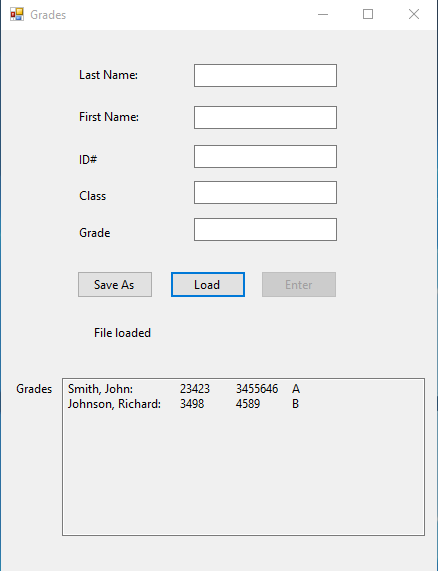 Grades
Last Name:
First Name:
ID#
Class
Grade
Save As Load Enter
File loaded
Grades
Smith, John: 23423 3455646 A
Johnson, Richard: 3498 4589 B